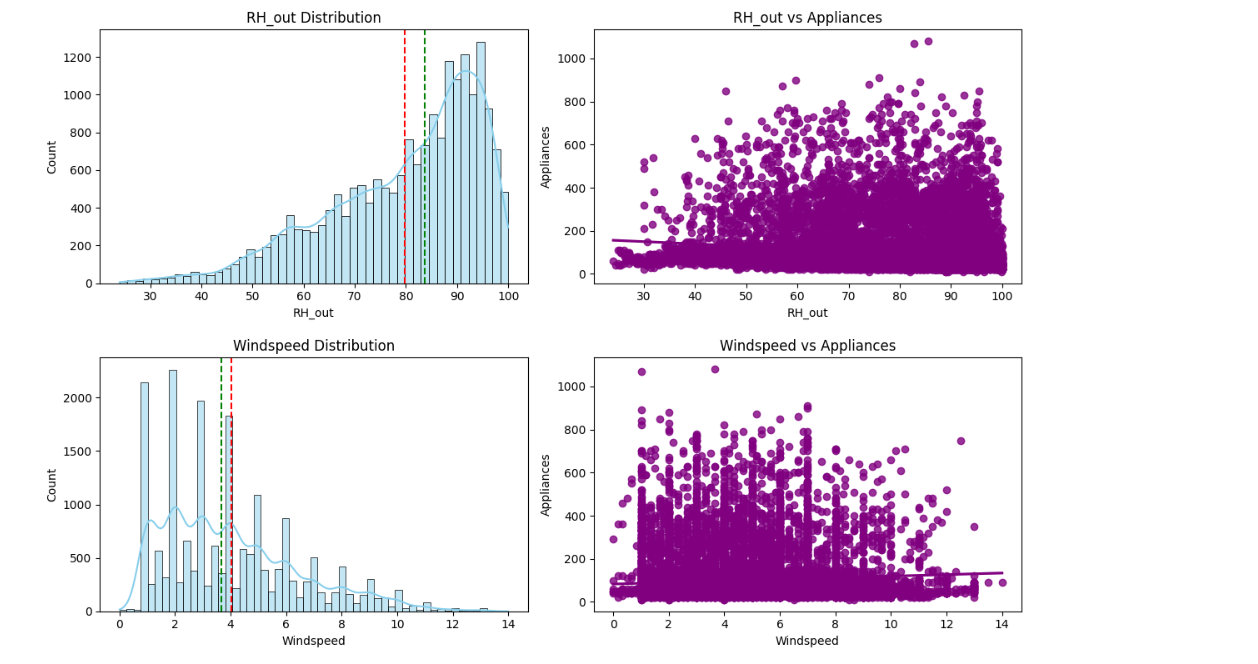 RH_out Distribution
1200
1000
800
600
400
200
0
Count
30 40 50 60 70 80 90 100
RH_out
RH_out vs Appliances
1000
800
600
400
200
0
Appliances
30 40 50 60 70 80 90 100
RH_out
Windspeed Distribution
2000
1500
1000
500
0
Count
0 2 4 6 8 10 12 14
Windspeed
Windspeed vs Appliances
1000
800
600
400
200
0
Appliances
0 2 4 6 8 10 12 14
Windspeed